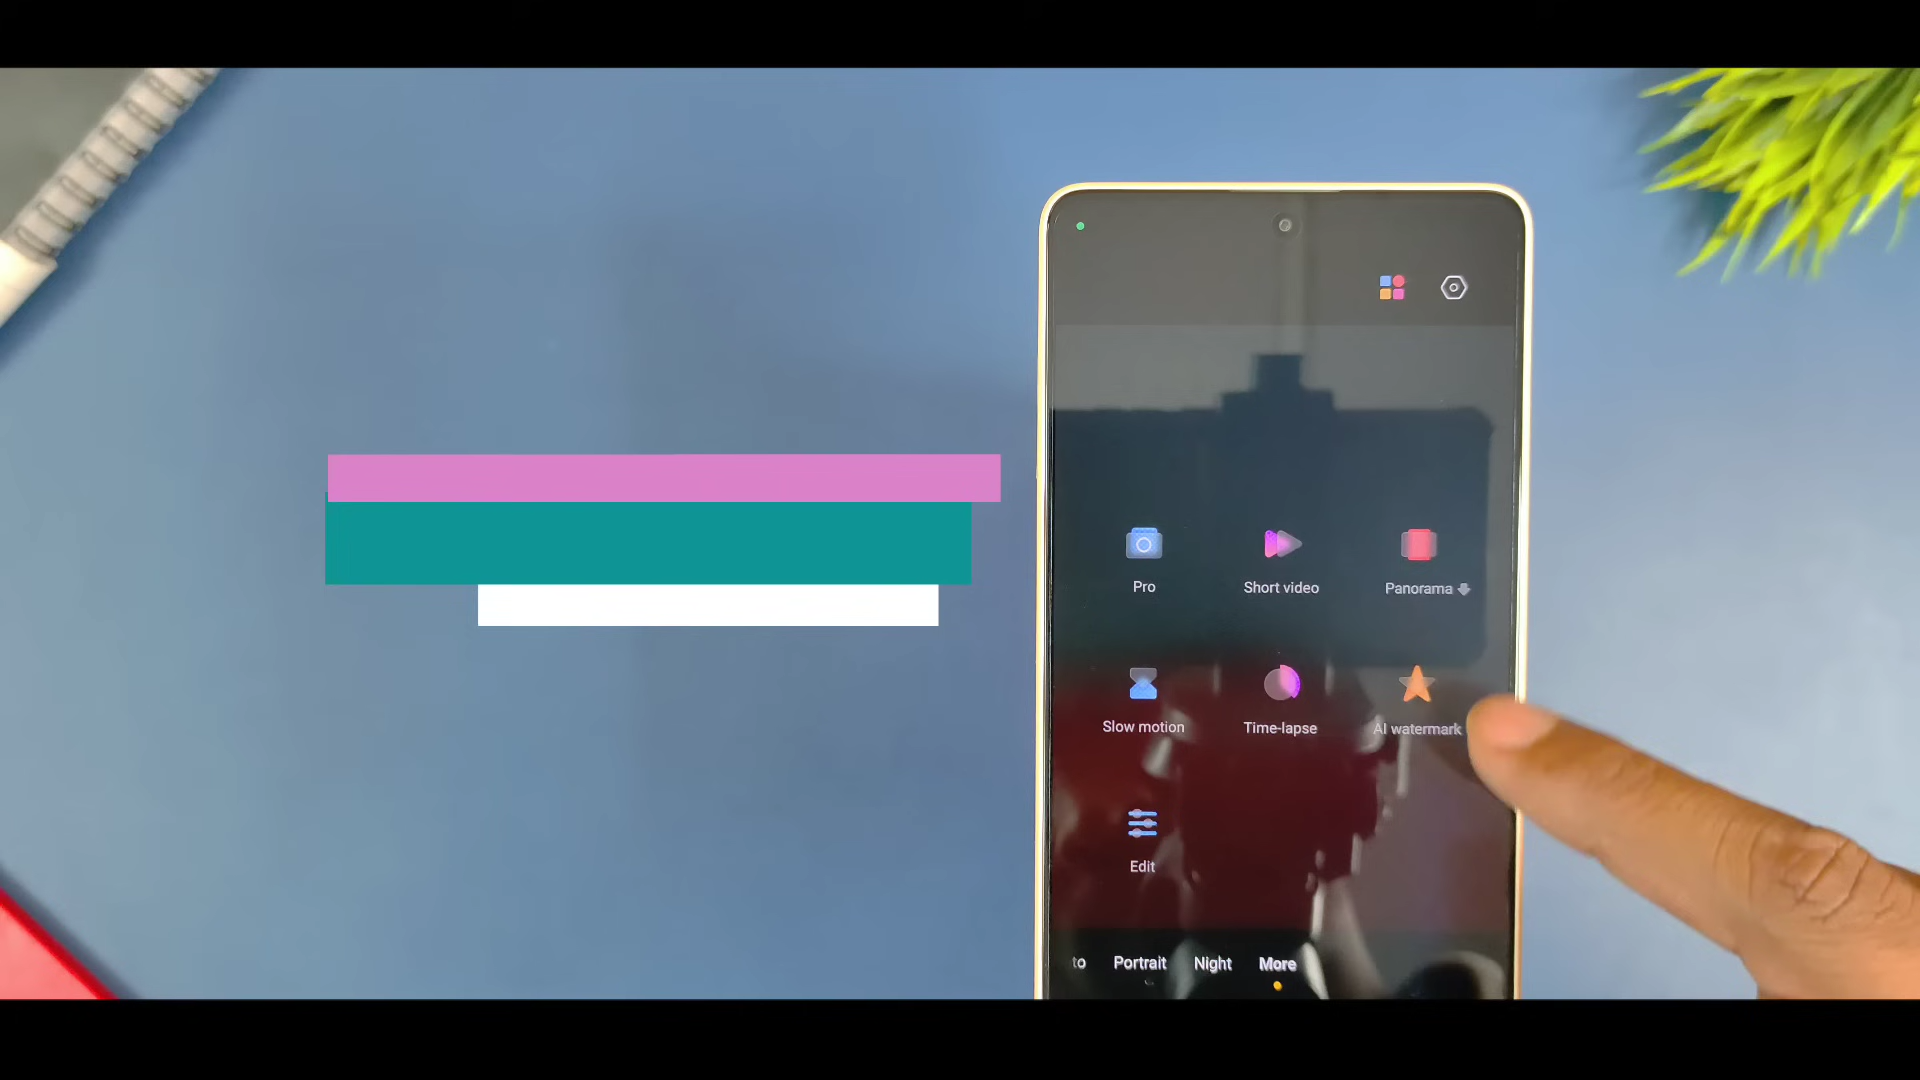 Pro Short video Panorama
Slow motion Time-lapse AI watermark
Edit
to Portrait Night More